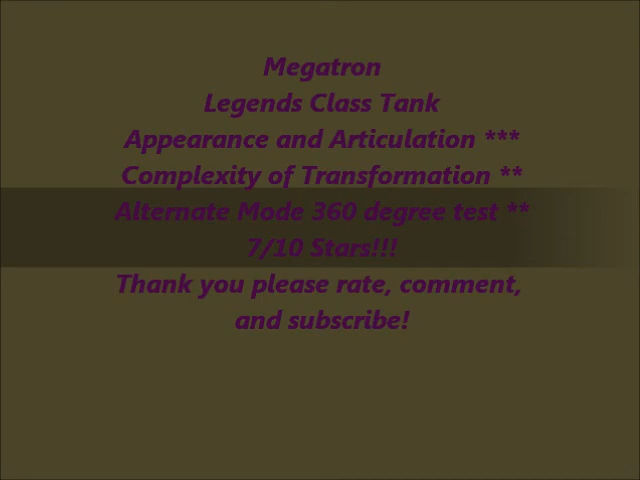 Megatron
Legends Class Tank
Appearance and Articulation ***
Complexity of Transformation **
Alternate Mode 360 degree test **
7/10 Stars!!!
Thank you please rate, comment,
and subscribe!